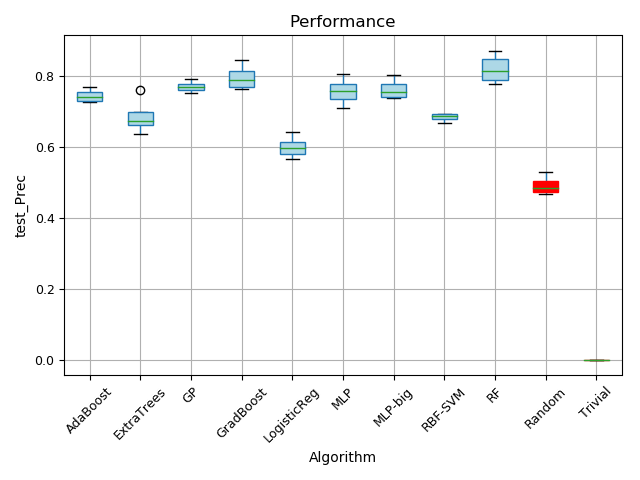 Performance
test_Prec
0.8
0.6
0.4
0.2
0.0
AdaBoost
ExtraTrees
GP
GradBoost
LogisticReg
MLP
MLP-big
RBF-SVM
RF
Random
Trivial
Algorithm